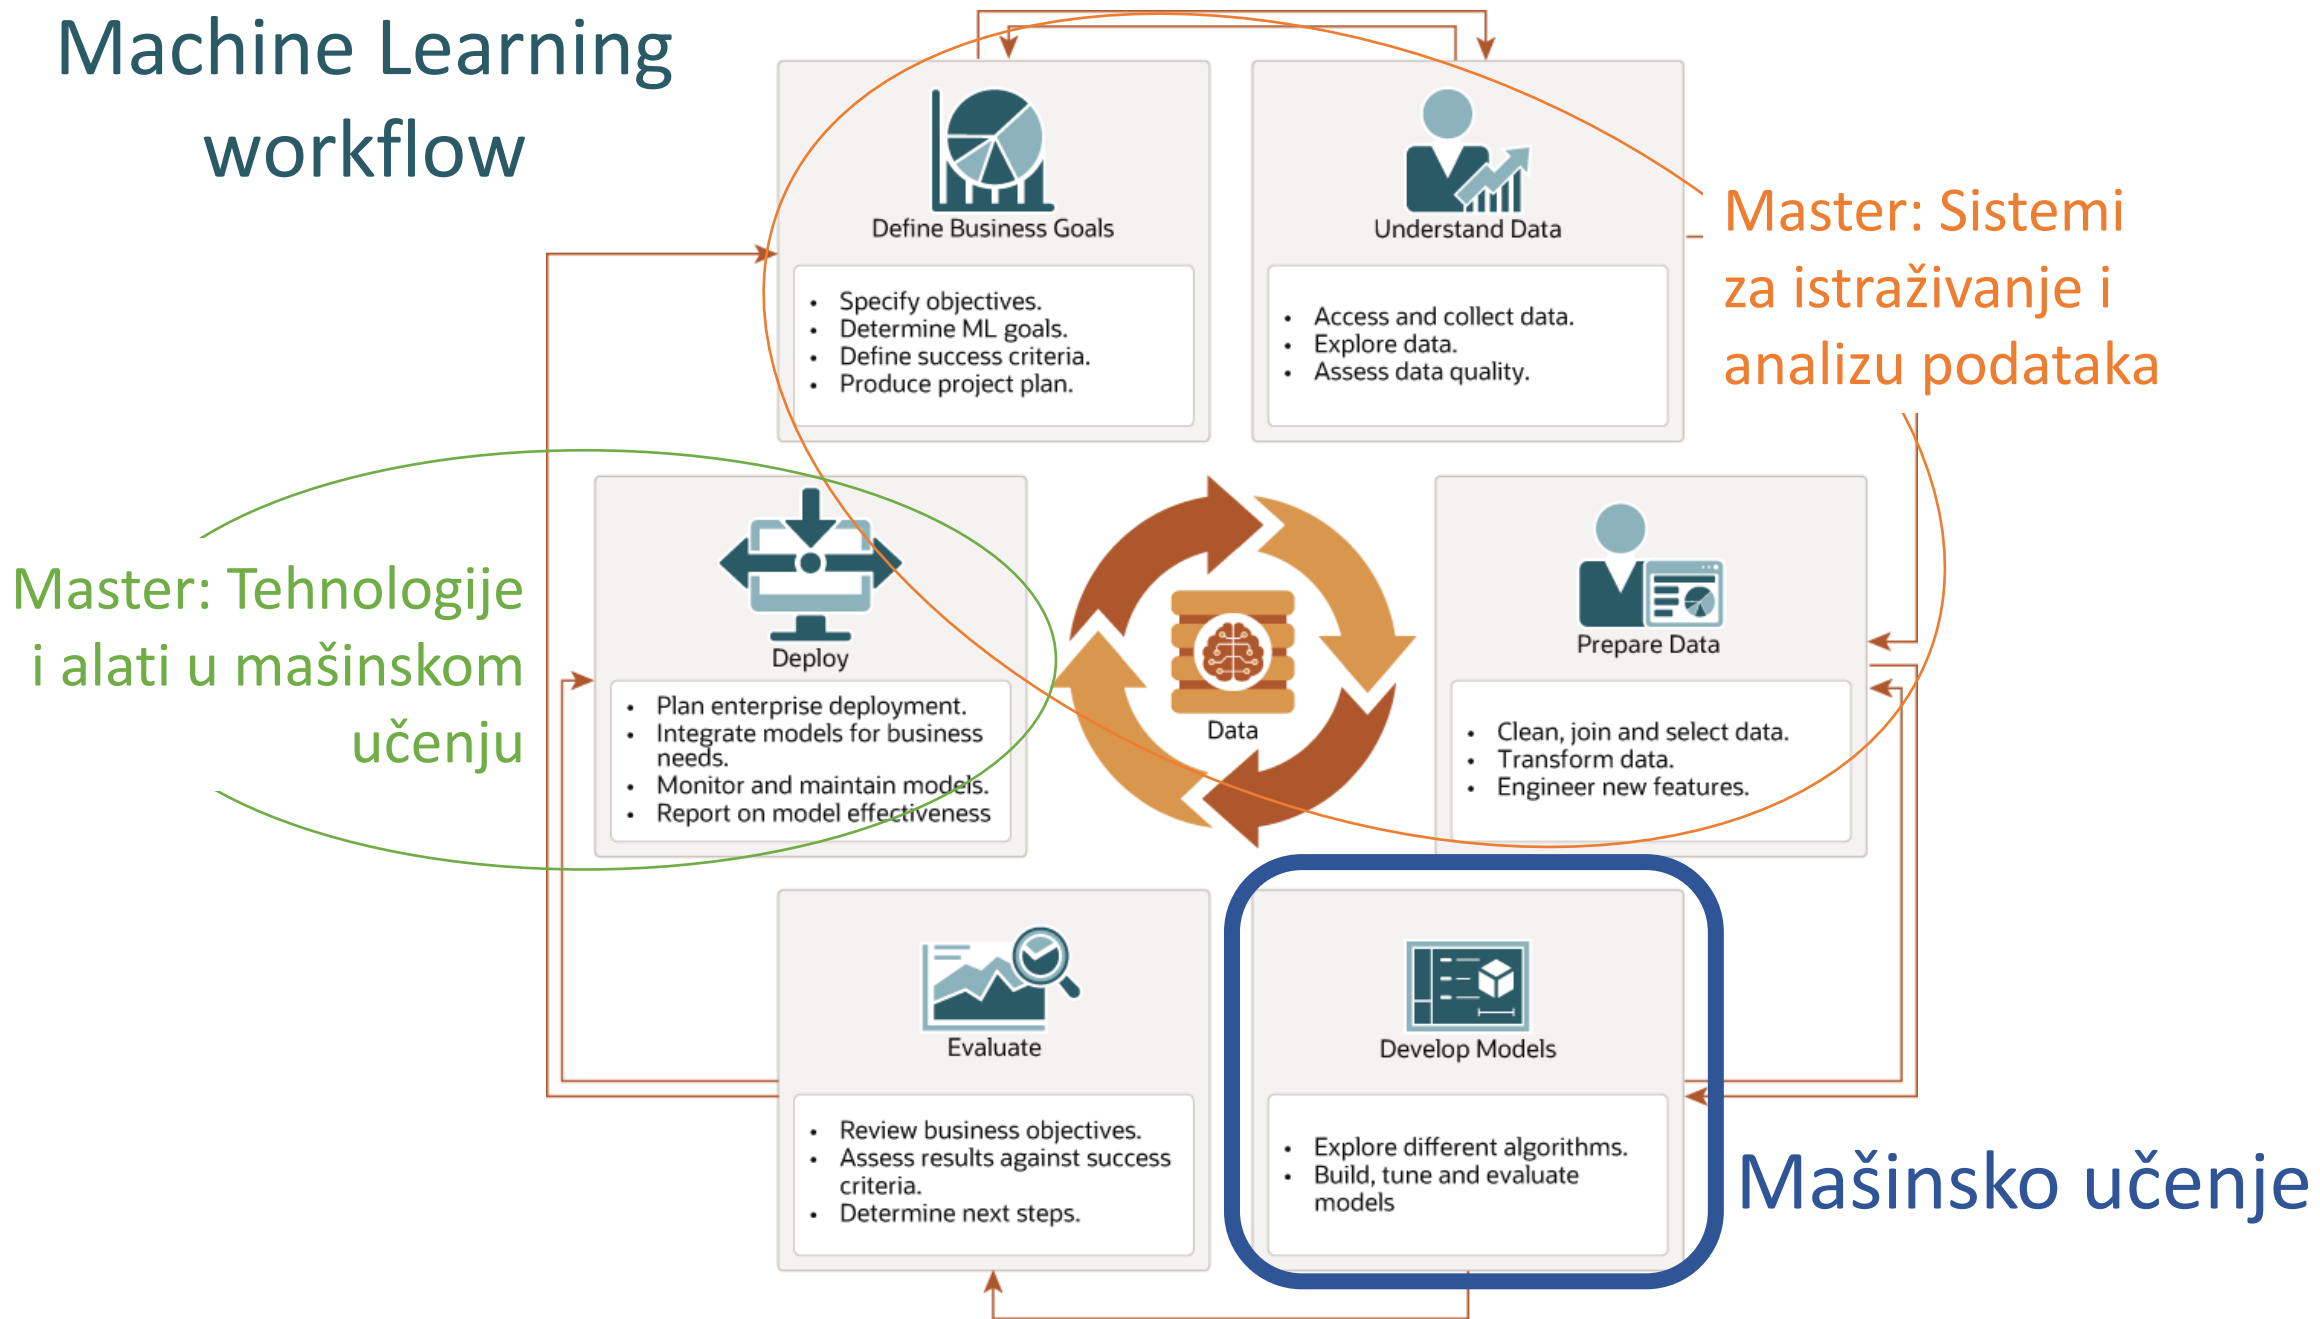 Machine Learning
workflow
Define Business Goals
• Specify objectives.
• Determine ML goals.
• Define success criteria.
• Produce project plan.
Understand Data
• Access and collect data.
• Explore data.
• Assess data quality.
Master: Sistemi
za istraživanje i
analizu podataka
Master: Tehnologije
i alati u mašinskom
učenju
Deploy
• Plan enterprise deployment.
• Integrate models for business
needs.
• Monitor and maintain models.
• Report on model effectiveness
Data
Prepare Data
• Clean, join and select data.
• Transform data.
• Engineer new features.
Evaluate
• Review business objectives.
• Assess results against success
criteria.
• Determine next steps.
Develop Models
• Explore different algorithms.
• Build, tune and evaluate
models
Mašinsko učenje